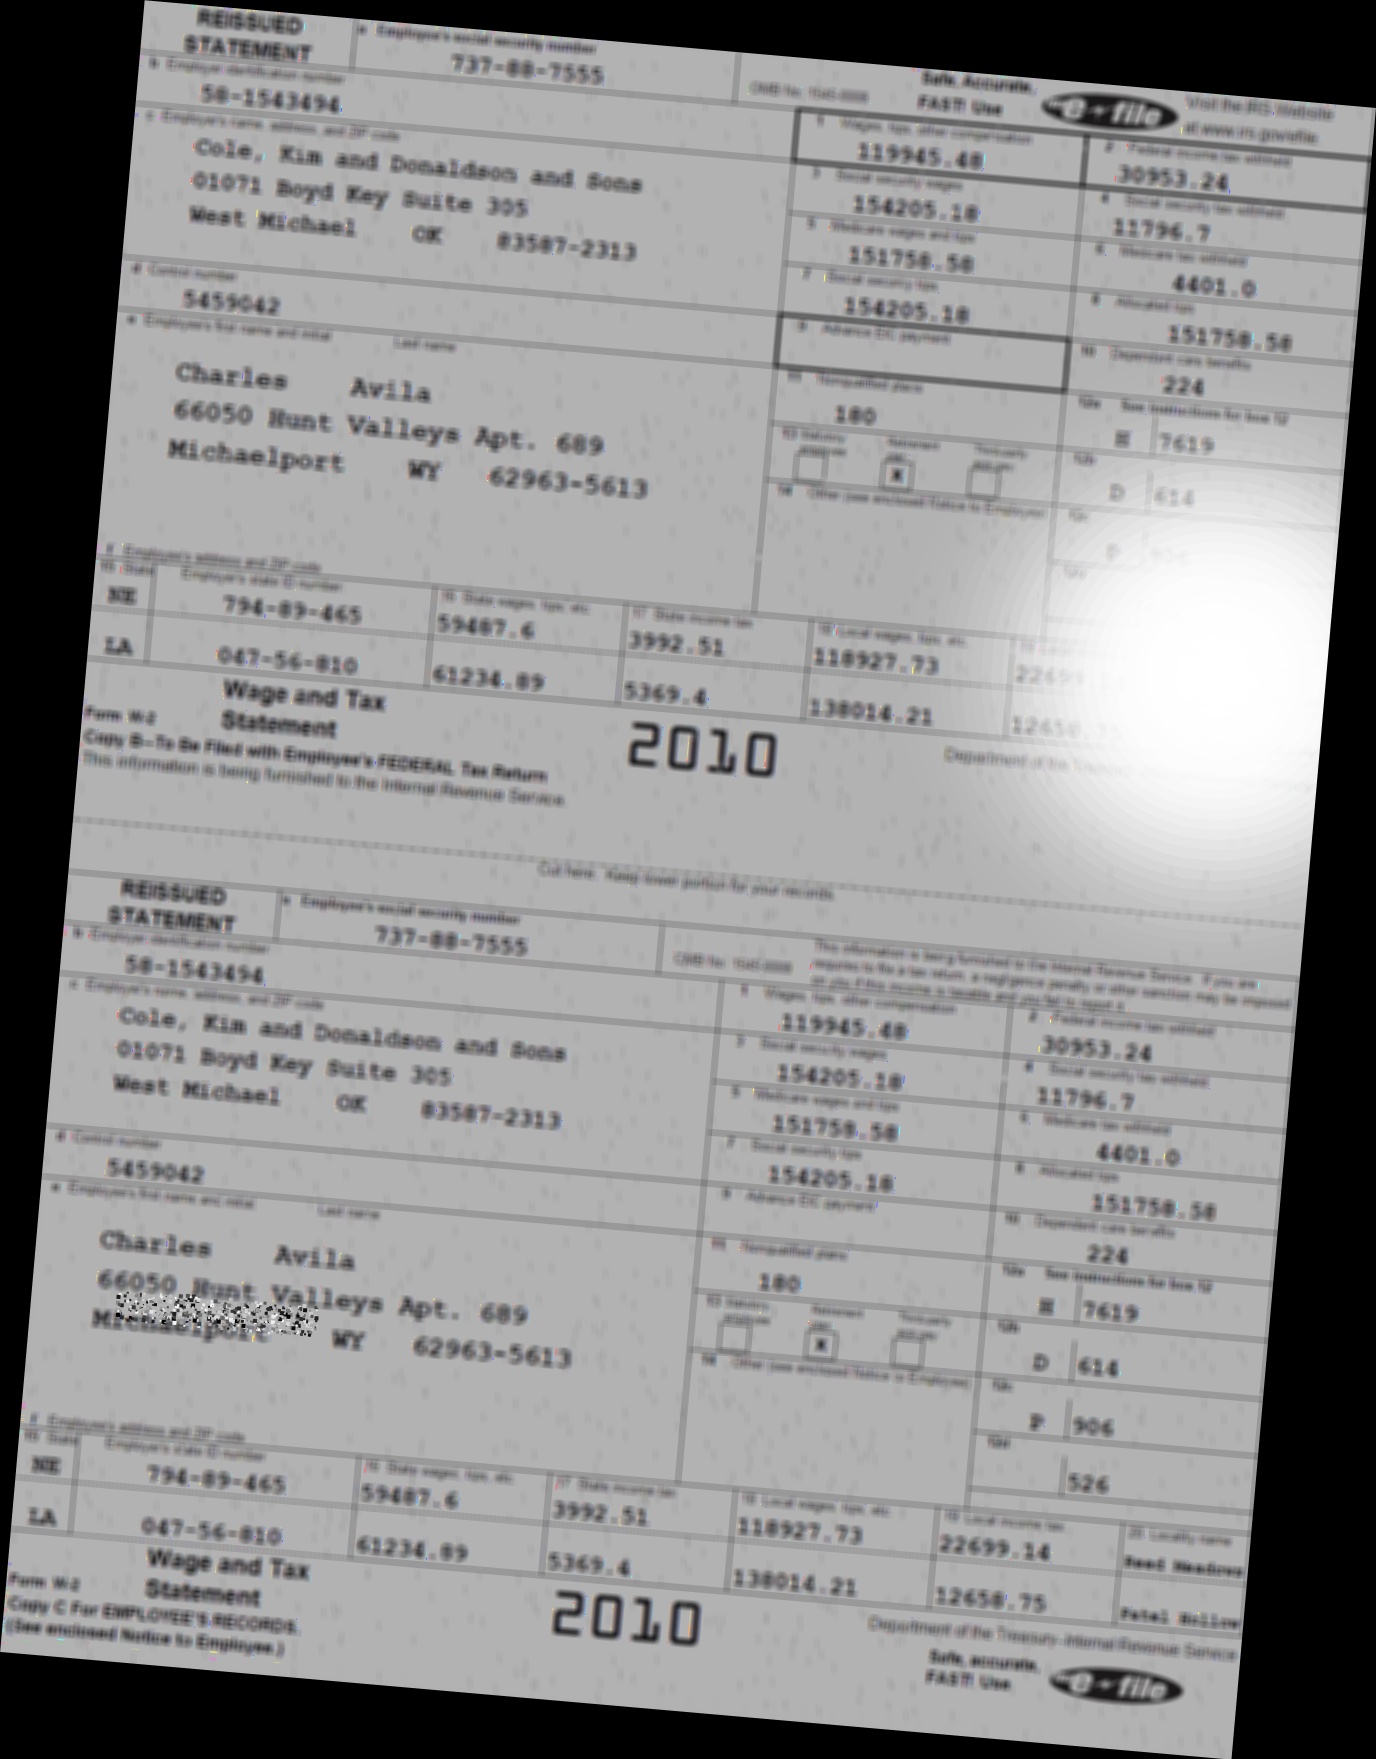 REISSUED STATEMENT
a Employee's social security number
737-88-7555
OMB No. 1545-0008
Safe, Accurate, FAST! Use
e-file
Visit the IRS Website at www.irs.gov/efile.
b Employer identification number
58-1543494
1 Wages, tips, other compensation
119945.48
2 Federal income tax withheld
30953.24
c Employer's name, address, and ZIP code
Cole, Kim and Donaldson and Sons
01071 Boyd Key Suite 305
West Michael OK 83587-2313
3 Social security wages
154205.18
4 Social security tax withheld
11796.7
5 Medicare wages and tips
151758.58
6 Medicare tax withheld
4401.0
d Control number
5459042
7 Social security tips
154205.18
8 Allocated tips
151758.58
e Employee's first name and initial Last name
9 Advance EIC payment
10 Dependent care benefits
224
Charles Avila
66050 Hunt Valleys Apt. 689
Michaelport WY 62963-5613
11 Nonqualified plans
180
12a See instructions for box 12
H 7619
13 Statutory employee Retirement plan Third-party sick pay
X
12b
D 614
14 Other (see enclosed Notice to Employee)
12c
P 906
f Employee's address and ZIP code
15 State Employer's state ID number
16 State wages, tips, etc.
17 State income tax
18 Local wages, tips, etc.
NE 794-89-465 59487.6 3992.51 118927.73 22699
LA 047-56-810 61234.89 5369.4 138014.21 12658.75
Wage and Tax Statement
Form W-2
2010
Department of the Treasury
Copy B-To Be Filed with Employee's FEDERAL Tax Return
This information is being furnished to the Internal Revenue Service.
Cut here. Keep lower portion for your records.
REISSUED STATEMENT
a Employee's social security number
737-88-7555
OMB No. 1545-0008
This information is being furnished to the Internal Revenue Service. If you are
required to file a tax return, a negligence penalty or other sanction may be imposed
on you if this income is taxable and you fail to report it.
b Employer identification number
58-1543494
1 Wages, tips, other compensation
119945.48
2 Federal income tax withheld
30953.24
c Employer's name, address, and ZIP code
Cole, Kim and Donaldson and Sons
01071 Boyd Key Suite 305
West Michael OK 83587-2313
3 Social security wages
154205.18
4 Social security tax withheld
11796.7
5 Medicare wages and tips
151758.58
6 Medicare tax withheld
4401.0
d Control number
5459042
7 Social security tips
154205.18
8 Allocated tips
151758.58
e Employee's first name and initial Last name
9 Advance EIC payment
10 Dependent care benefits
224
Charles Avila
66050 Hunt Valleys Apt. 689
Michaelport WY 62963-5613
11 Nonqualified plans
180
12a See instructions for box 12
H 7619
13 Statutory employee Retirement plan Third-party sick pay
X
12b
D 614
14 Other (see enclosed Notice to Employee)
12c
P 906
12d
526
f Employee's address and ZIP code
15 State Employer's state ID number
16 State wages, tips, etc.
17 State income tax
18 Local wages, tips, etc.
19 Local income tax
20 Locality name
NE 794-89-465 59487.6 3992.51 118927.73 22699.14 Reed Meadows
LA 047-56-810 61234.89 5369.4 138014.21 12658.75 Patel Hollow
Wage and Tax Statement
Form W-2
2010
Department of the Treasury-Internal Revenue Service
Copy C For EMPLOYEE'S RECORDS.
(See enclosed Notice to Employee.)
Safe, accurate, FAST! Use
e-file